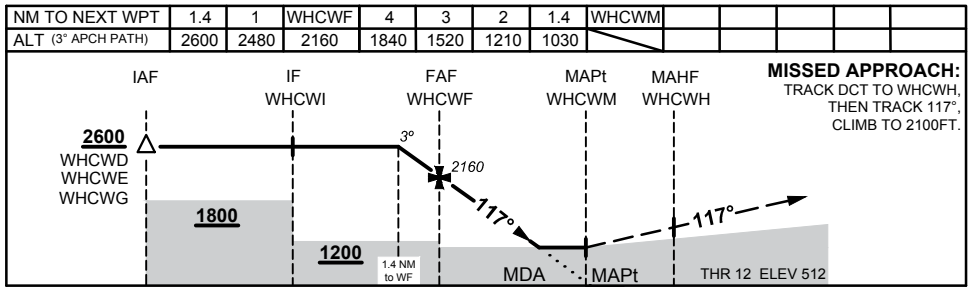 NM TO NEXT WPT 1.4 1 WHCWF 4 3 2 1.4 WHCWM
ALT (3° APCH PATH) 2600 2480 2160 1840 1520 1210 1030
IAF IF FAF MAPt MAHF
WHCWI WHCWF WHCWM WHCWH
MISSED APPROACH:
TRACK DCT TO WHCWH,
THEN TRACK 117°,
CLIMB TO 2100FT.
2600
WHCWD
WHCWE
WHCWG
3°
2160
1800
117°
117°
1200
1.4 NM
to WF
MDA
MAPt
THR 12 ELEV 512